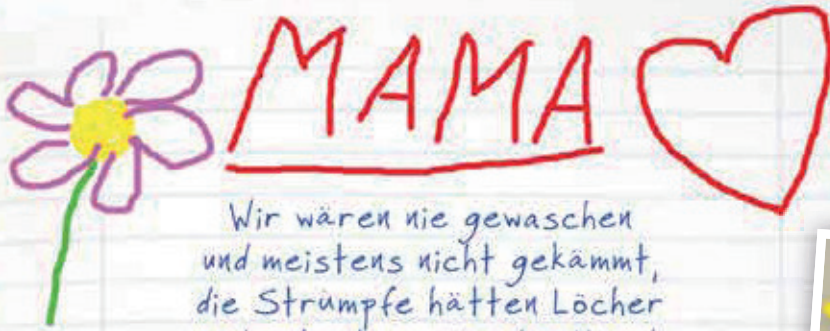 MAMA
Wir wären nie gewaschen
und meistens nicht gekämmt,
die Strümpfe hätten Löcher